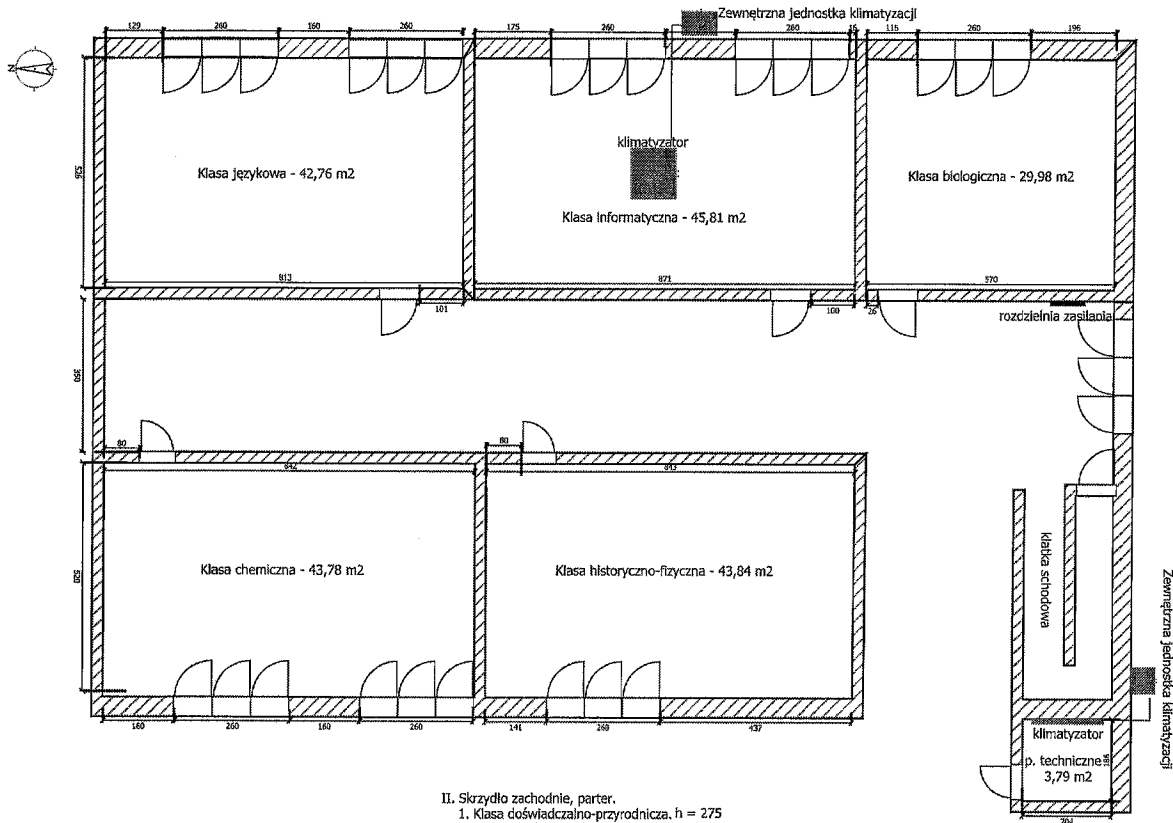 Zewnętrzna jednostka klimatyzacji
129 260 160 260 175 260 280 16 115 260 196
N
536
klimatyzator
Klasa językowa - 42,76 m2
Klasa informatyczna - 45,81 m2
Klasa biologiczna - 29,98 m2
813 871 570
101 100 26
rozdzielnia zasilania
350
80 80
842 843
520
Klasa chemiczna - 43,78 m2
Klasa historyczno-fizyczna - 43,84 m2
klatka schodowa
Zewnętrzna jednostka klimatyzacji
160 260 160 260 141 260 437
klimatyzator
p. techniczne
3,79 m2
186
204
II. Skrzydło zachodnie, parter.
1. Klasa doświadczalno-przyrodnicza. h = 275